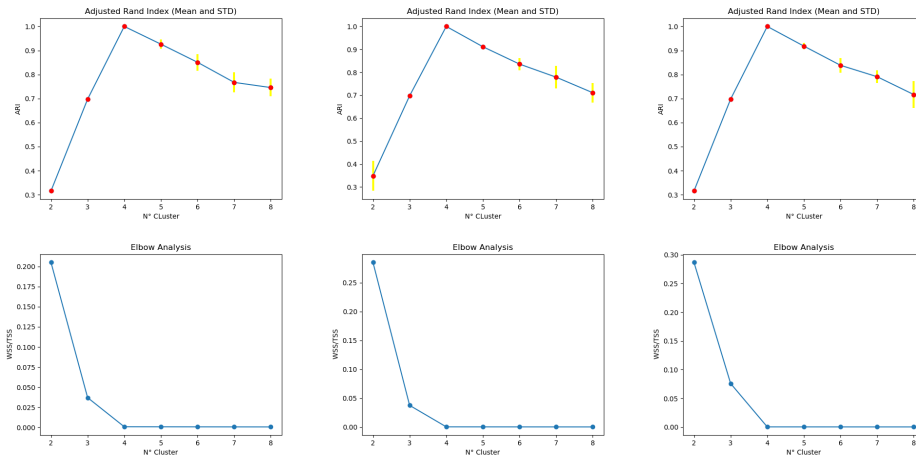 Adjusted Rand Index (Mean and STD)
1.0
0.9
0.8
0.7
0.6
0.5
0.4
0.3
ARI
2 3 4 5 6 7 8
N° CLuster
Adjusted Rand Index (Mean and STD)
1.0
0.9
0.8
0.7
0.6
0.5
0.4
0.3
ARI
2 3 4 5 6 7 8
N° CLuster
Adjusted Rand Index (Mean and STD)
1.0
0.9
0.8
0.7
0.6
0.5
0.4
0.3
ARI
2 3 4 5 6 7 8
N° CLuster
Elbow Analysis
0.200
0.175
0.150
0.125
0.100
0.075
0.050
0.025
0.000
WSS/TSS
2 3 4 5 6 7 8
N° Cluster
Elbow Analysis
0.25
0.20
0.15
0.10
0.05
0.00
WSS/TSS
2 3 4 5 6 7 8
N° Cluster
Elbow Analysis
0.30
0.25
0.20
0.15
0.10
0.05
0.00
WSS/TSS
2 3 4 5 6 7 8
N° Cluster